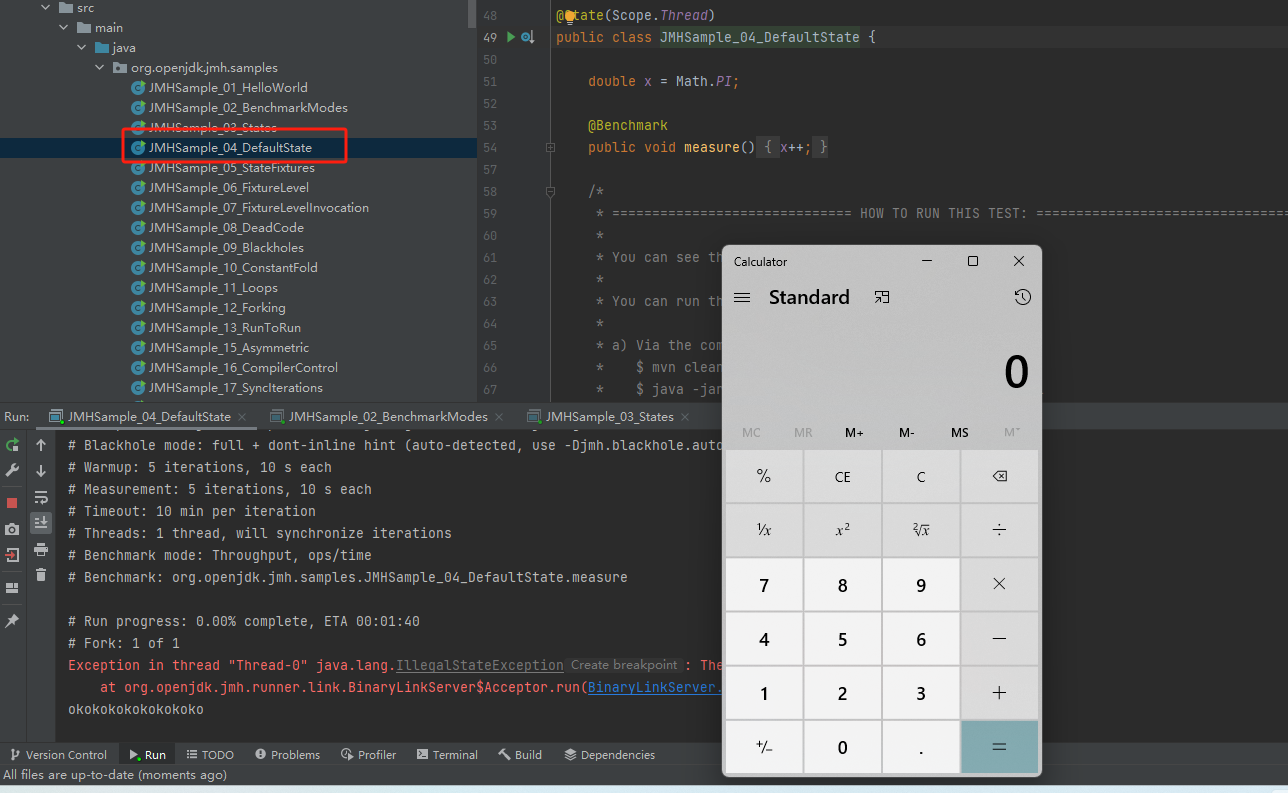 src
main
java
org.openjdk.jmh.samples
JMHSample_01_HelloWorld
JMHSample_02_BenchmarkModes
JMHSample_03_States
JMHSample_04_DefaultState
JMHSample_05_StateFixtures
JMHSample_06_FixtureLevel
JMHSample_07_FixtureLevelInvocation
JMHSample_08_DeadCode
JMHSample_09_Blackholes
JMHSample_10_ConstantFold
JMHSample_11_Loops
JMHSample_12_Forking
JMHSample_13_RunToRun
JMHSample_15_Asymmetric
JMHSample_16_CompilerControl
JMHSample_17_SyncIterations
48 @State(Scope.Thread)
49 public class JMHSample_04_DefaultState {
50
51 double x = Math.PI;
52
53 @Benchmark
54 public void measure() { x++; }
57
58 /*
59 * ============================== HOW TO RUN THIS TEST: ================================
60 *
61 * You can see th
62 *
63 * You can run th
64 *
65 * a) Via the com
66 * $ mvn clean
67 * $ java -jar
Run: JMHSample_04_DefaultState JMHSample_02_BenchmarkModes JMHSample_03_States
# Blackhole mode: full + dont-inline hint (auto-detected, use -Djmh.blackhole.auto
# Warmup: 5 iterations, 10 s each
# Measurement: 5 iterations, 10 s each
# Timeout: 10 min per iteration
# Threads: 1 thread, will synchronize iterations
# Benchmark mode: Throughput, ops/time
# Benchmark: org.openjdk.jmh.samples.JMHSample_04_DefaultState.measure
# Run progress: 0.00% complete, ETA 00:01:40
# Fork: 1 of 1
Exception in thread "Thread-0" java.lang.IllegalStateException Create breakpoint : The
at org.openjdk.jmh.runner.link.BinaryLinkServer$Acceptor.run(BinaryLinkServer.
okokokokokokokoko
Version Control Run TODO Problems Profiler Terminal Build Dependencies
All files are up-to-date (moments ago)
Calculator
Standard
0
MC MR M+ M- MS M˅
% CE C
¹/x x² ²√x ÷
7 8 9 ×
4 5 6 −
1 2 3 +
+/− 0 . =